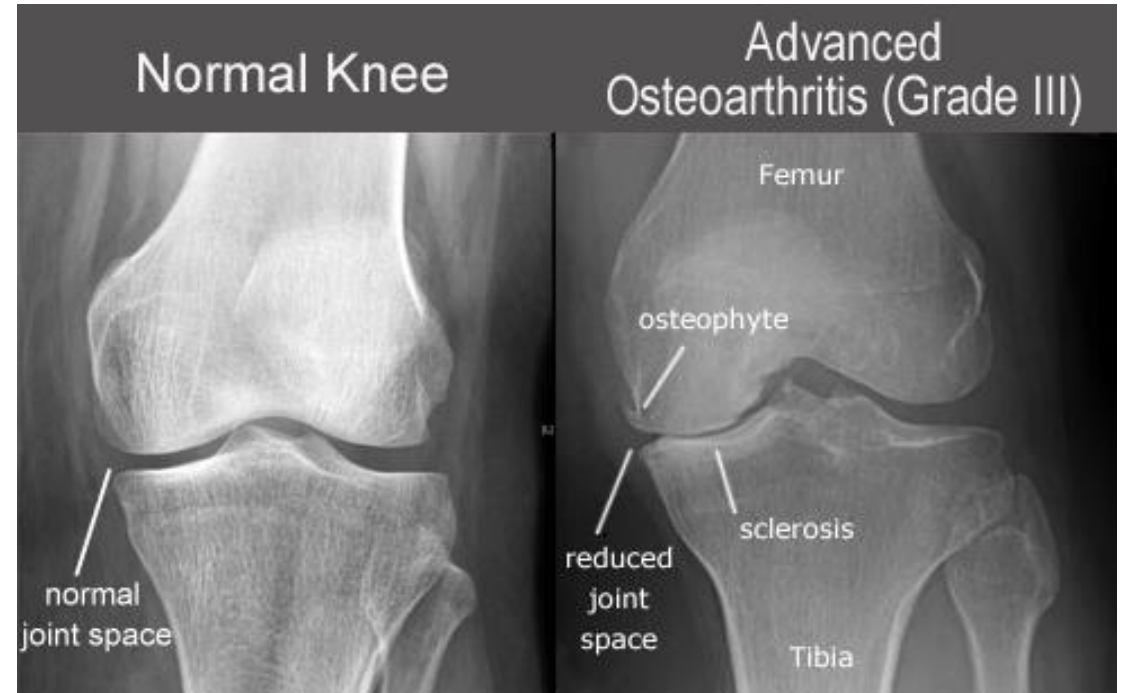 Normal Knee
Advanced
Osteoarthritis (Grade III)
Femur
osteophyte
sclerosis
normal
joint space
reduced
joint
space
Tibia